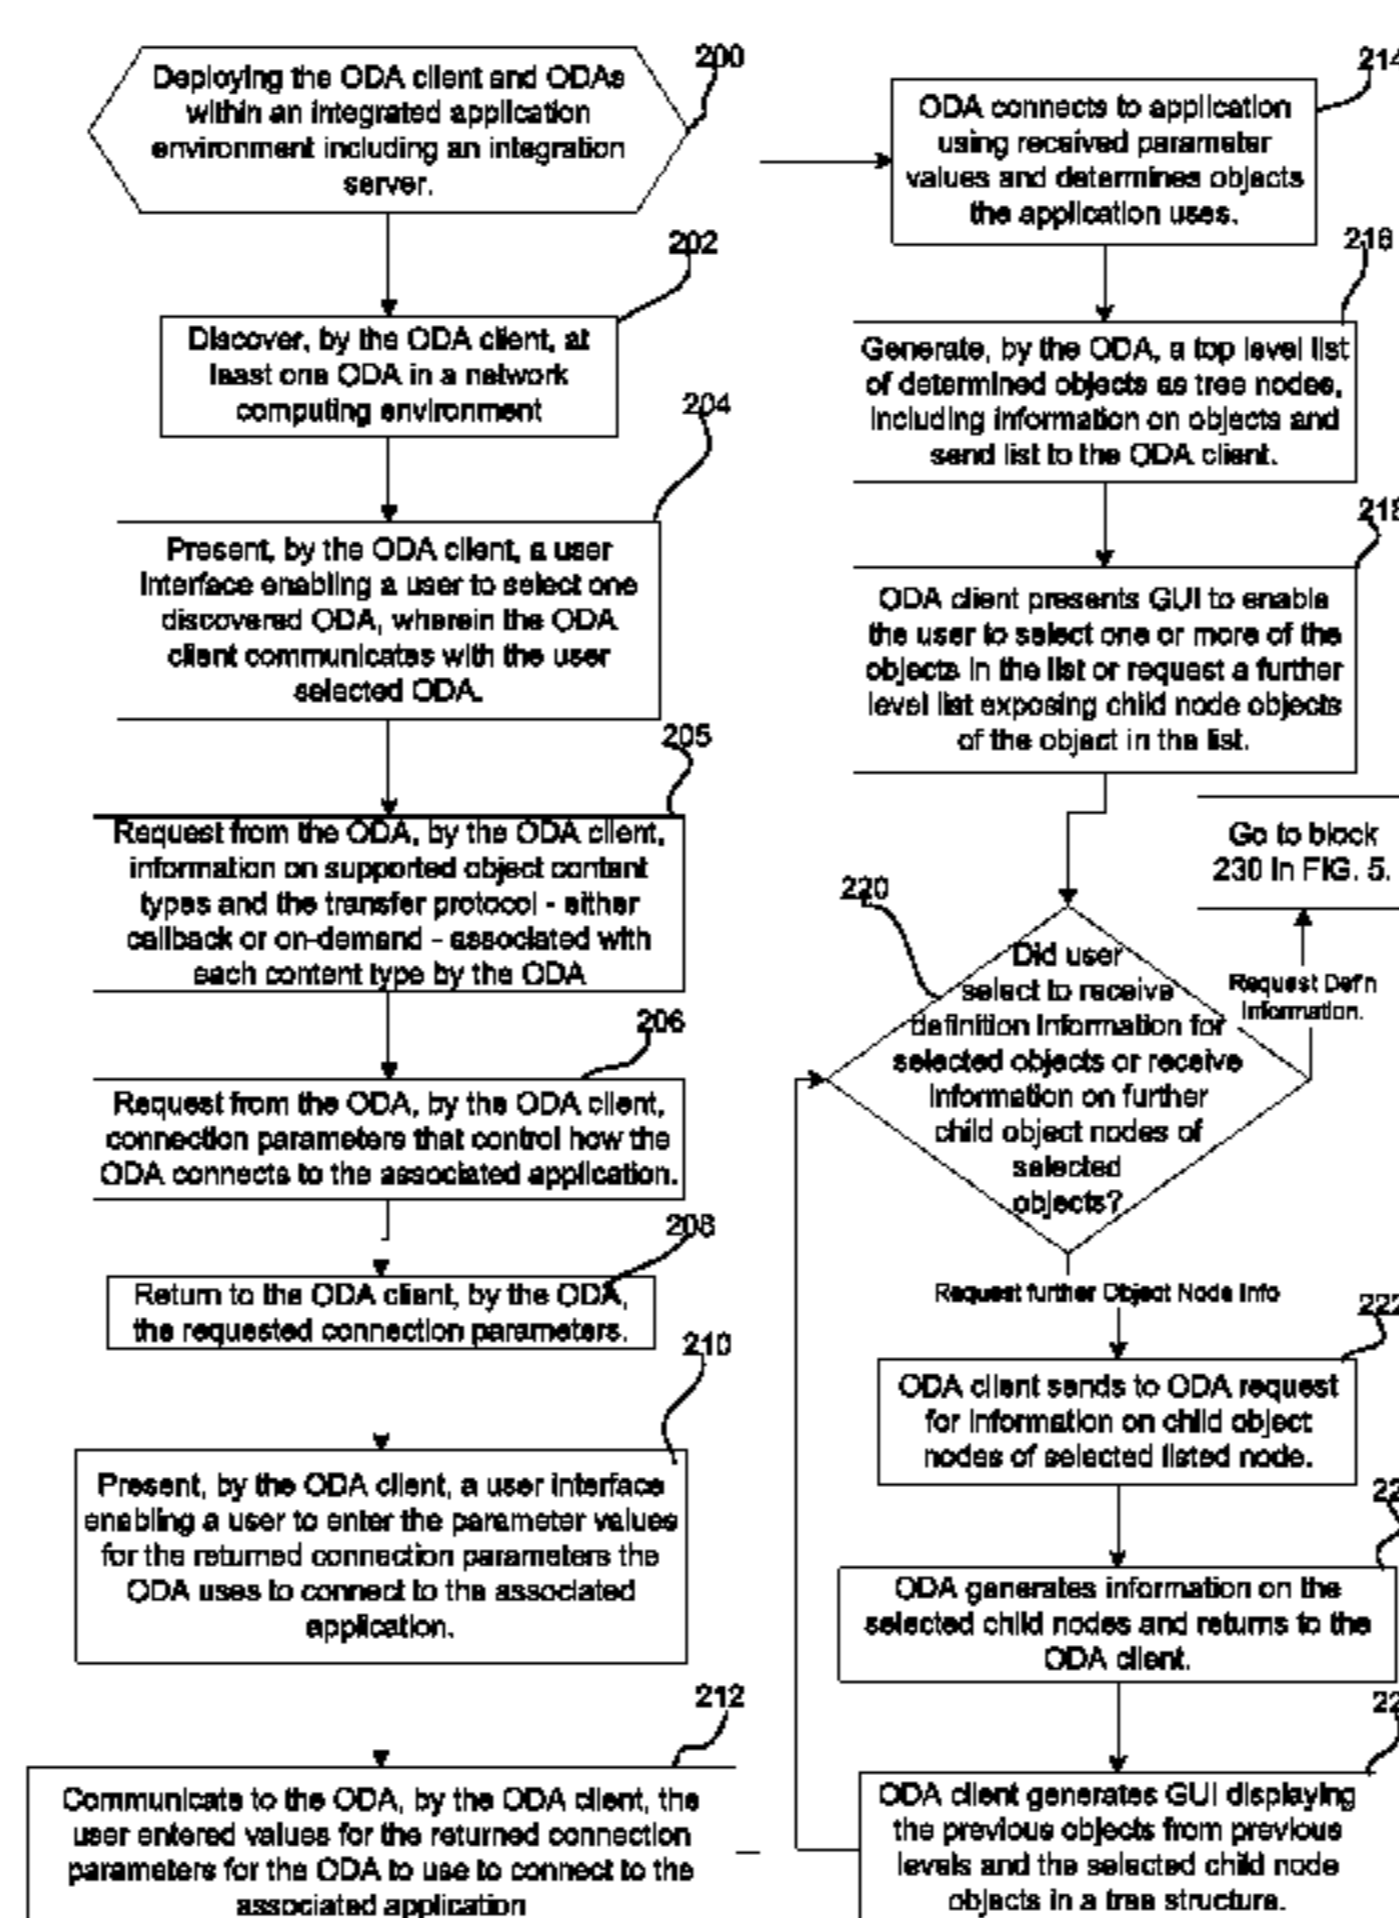 200
Deploying the ODA client and ODAs
within an integrated application
environment including an integration
server.
202
Discover, by the ODA client, at
least one ODA in a network
computing environment
204
Present, by the ODA client, a user
interface enabling a user to select one
discovered ODA, wherein the ODA
client communicates with the user
selected ODA.
205
Request from the ODA, by the ODA client,
information on supported object content
types and the transfer protocol - either
callback or on-demand - associated with
each content type by the ODA
206
Request from the ODA, by the ODA client,
connection parameters that control how the
ODA connects to the associated application.
208
Return to the ODA client, by the ODA,
the requested connection parameters.
210
Present, by the ODA client, a user interface
enabling a user to enter the parameter values
for the returned connection parameters the
ODA uses to connect to the associated
application.
212
Communicate to the ODA, by the ODA client, the
user entered values for the returned connection
parameters for the ODA to use to connect to the
associated application
214
ODA connects to application
using received parameter
values and determines objects
the application uses.
216
Generate, by the ODA, a top level list
of determined objects as tree nodes,
including information on objects and
send list to the ODA client.
218
ODA client presents GUI to enable
the user to select one or more of the
objects in the list or request a further
level list exposing child node objects
of the object in the list.
Go to block
230 in FIG. 5.
220
Did user
select to receive
definition information for
selected objects or receive
information on further
child object nodes of
selected
objects?
Request Def'n
Information.
Request further Object Node Info
222
ODA client sends to ODA request
for information on child object
nodes of selected listed node.
22
ODA generates information on the
selected child nodes and returns to the
ODA client.
22
ODA client generates GUI displaying
the previous objects from previous
levels and the selected child node
objects in a tree structure.